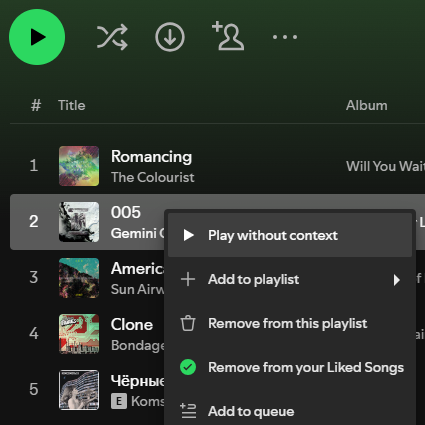 # Title Album
1 Romancing Will You Wait
The Colourist
2 005
Gemini
Play without context
Add to playlist
3 America
Sun Airw
Remove from this playlist
4 Clone
Bondage
Remove from your Liked Songs
5 Чёрные
E Koms
Add to queue